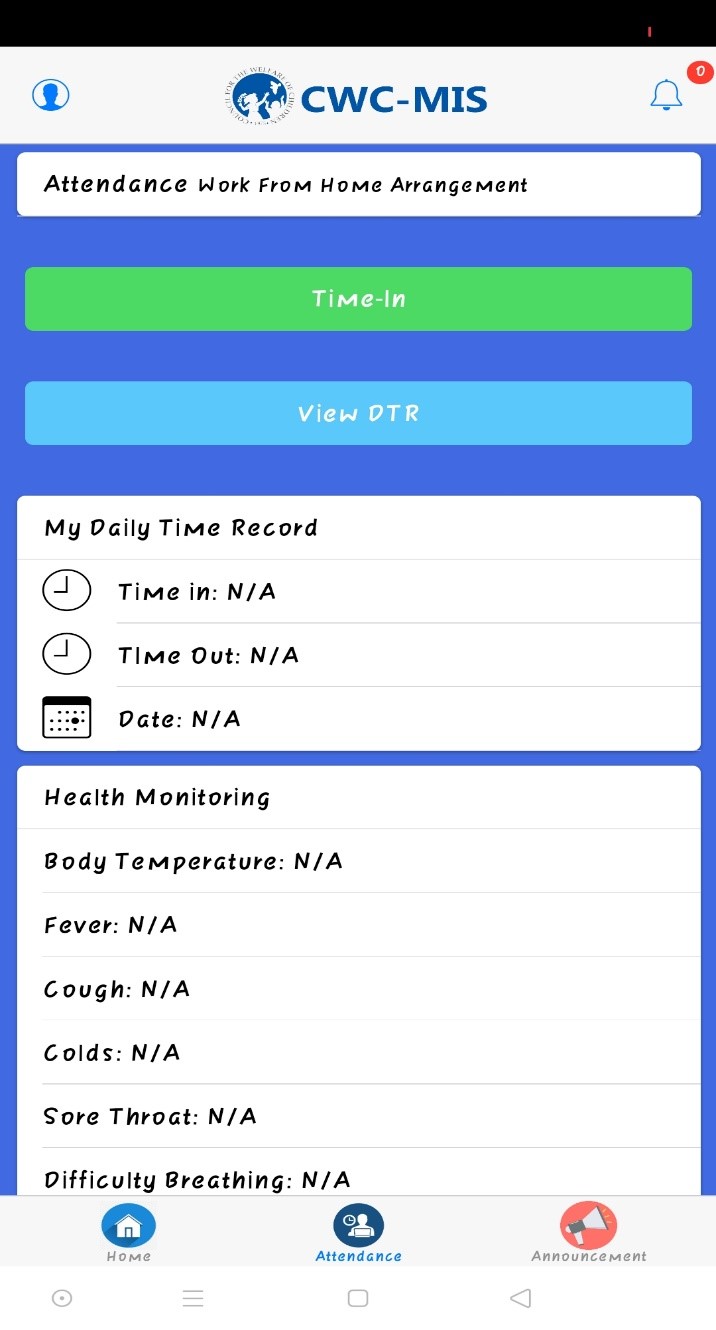 CWC-MIS
0
Attendance Work From Home Arrangement
Time-In
View DTR
My Daily Time Record
Time in: N/A
TIme Out: N/A
Date: N/A
Health Monitoring
Body Temperature: N/A
Fever: N/A
Cough: N/A
Colds: N/A
Sore Throat: N/A
Difficulty Breathing: N/A
Home
Attendance
Announcement